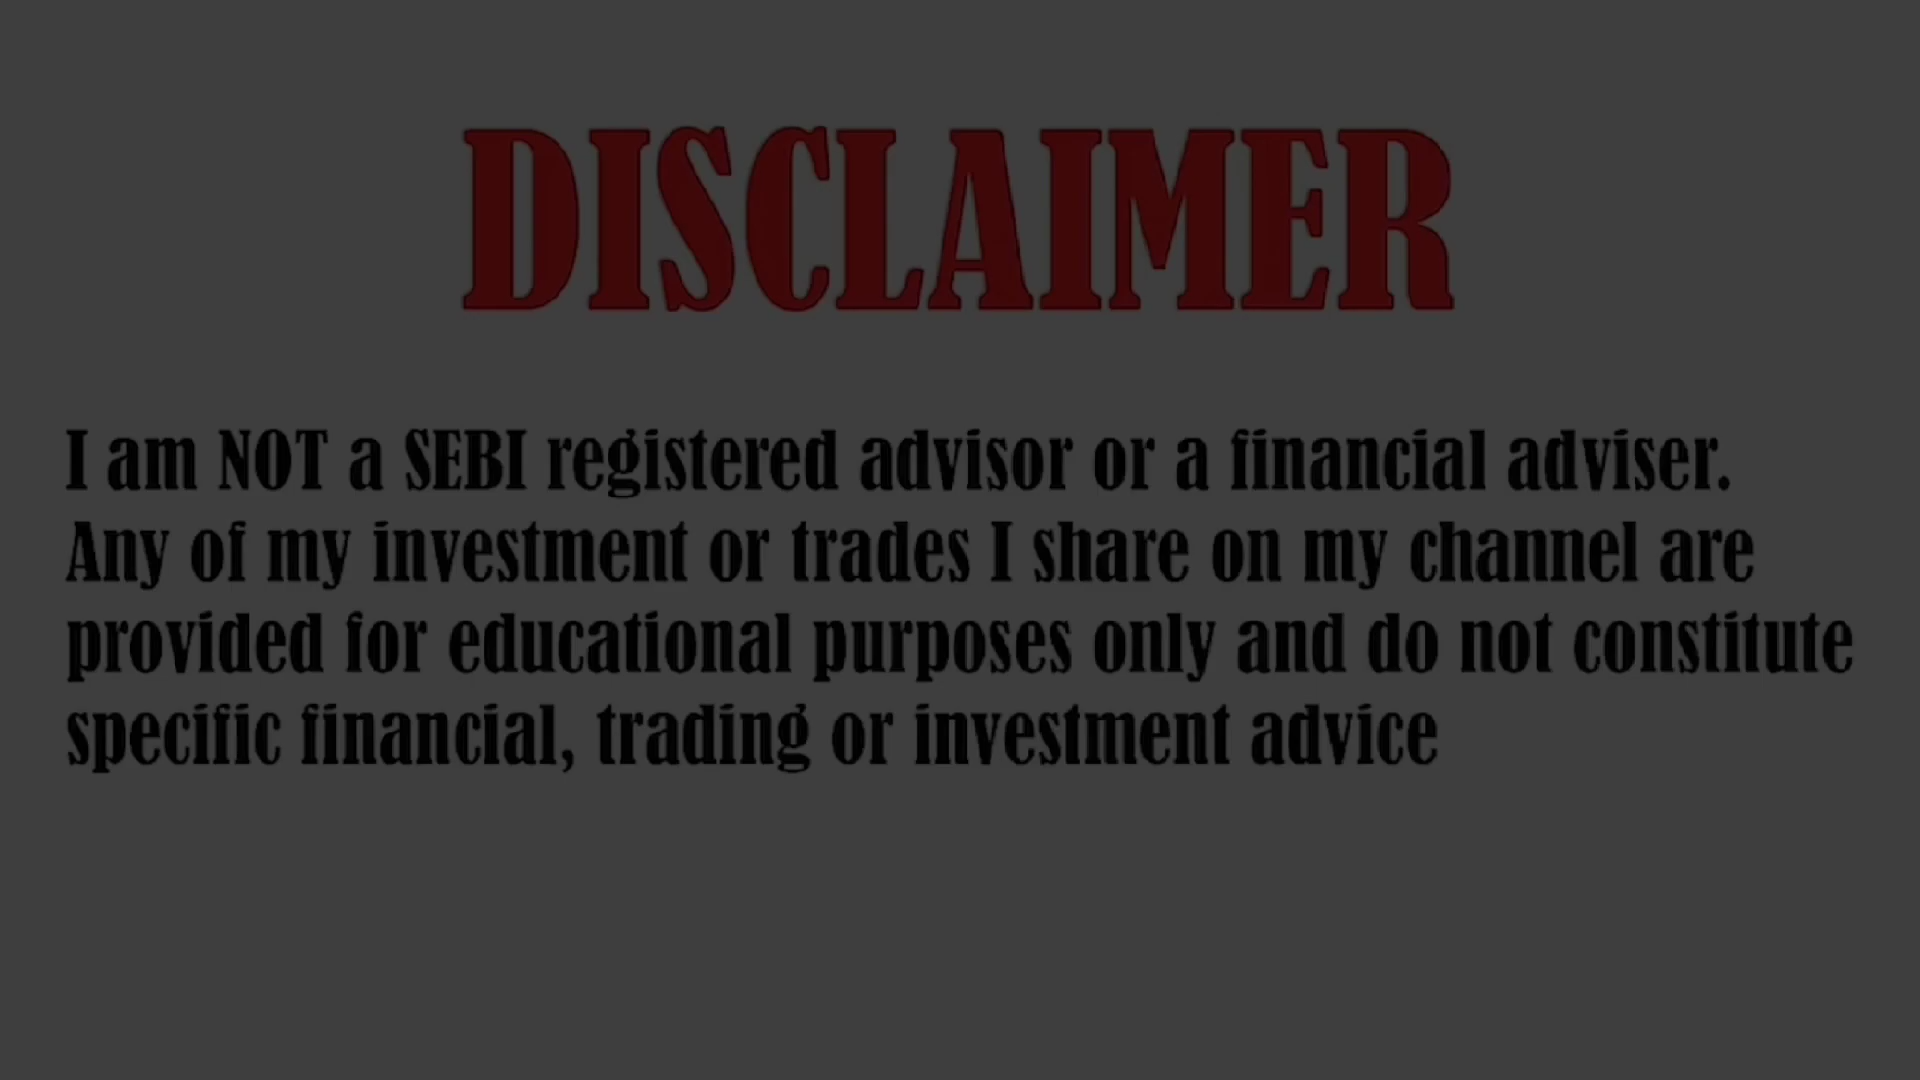 DISCLAIMER
I am NOT a SEBI registered advisor or a financial adviser.
Any of my investment or trades I share on my channel are
provided for educational purposes only and do not constitute
specific financial, trading or investment advice